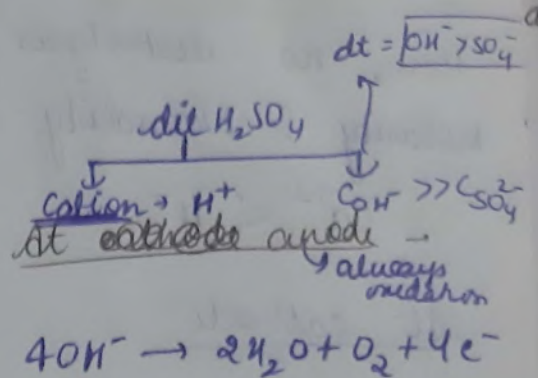 dt = OH⁻ > SO₄⁻
dil H₂SO₄
Cation → H⁺
C_OH⁻ >> C_SO₄²⁻
At cathode anode →
always oxidation
4OH⁻ → 2H₂O + O₂ + 4e⁻